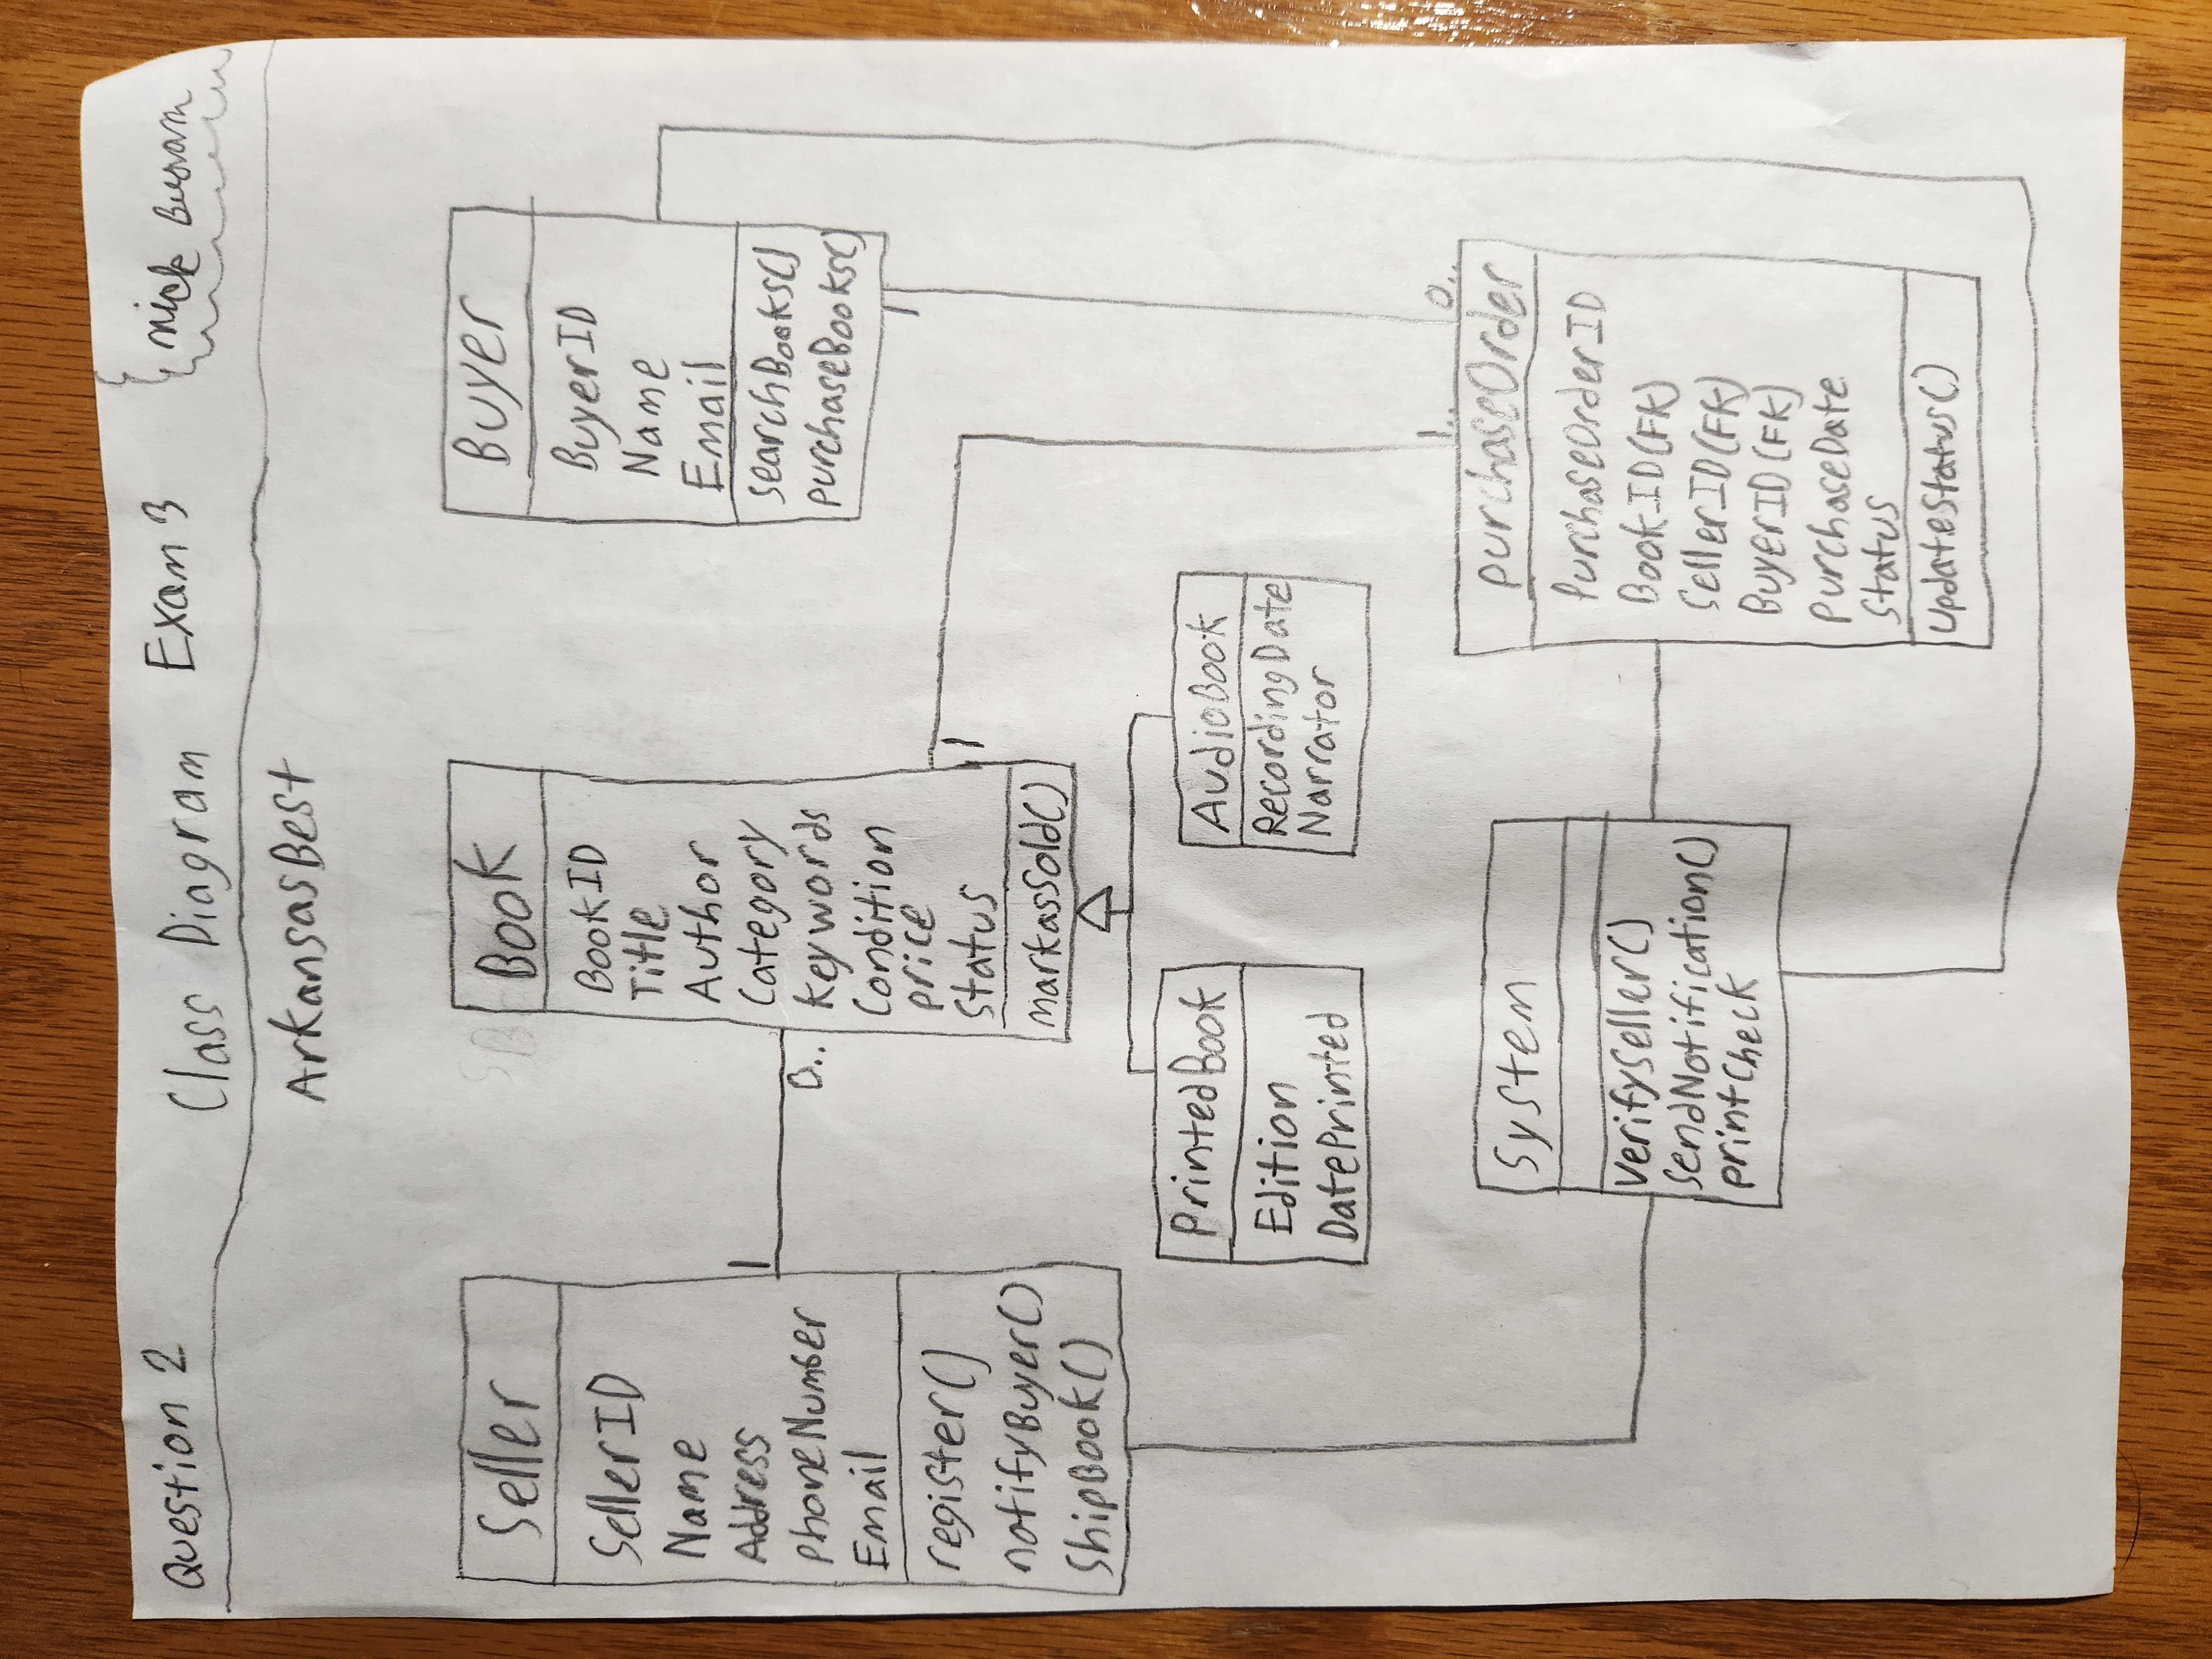 Question 2
Class Diagram
Exam 3
Nick
ArkansasBest
Seller
SellerID
Name
Address
PhoneNumber
Email
register()
notifyBuyer()
ShipBook()
1
0..
Book
BookID
Title
Author
Category
Keywords
Condition
price
Status
markasSold()
1
Buyer
BuyerID
Name
Email
searchBooks()
purchaseBooks()
1
PrintedBook
Edition
DatePrinted
AudioBook
RecordingDate
Narrator
System
VerifySeller()
SendNotification()
printCheck
1..
0..
purchaseOrder
PurchaseOrderID
BookID(FK)
SellerID(FK)
BuyerID(FK)
PurchaseDate
Status
UpdateStatus()